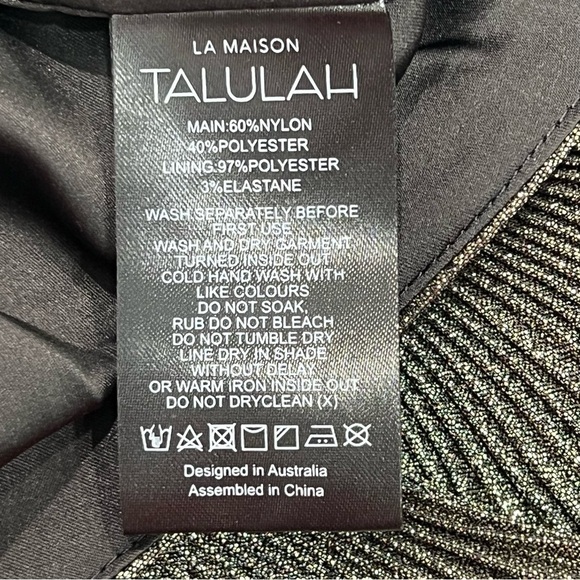 LA MAISON
TALULAH
MAIN:60%NYLON
40%POLYESTER
LINING:97%POLYESTER
3%ELASTANE
WASH SEPARATELY BEFORE
FIRST USE
WASH AND DRY GARMENT
TURNED INSIDE OUT
COLD HAND WASH WITH
LIKE COLOURS
DO NOT SOAK,
RUB DO NOT BLEACH
DO NOT TUMBLE DRY
LINE DRY IN SHADE
WITHOUT DELAY
OR WARM IRON INSIDE OUT
DO NOT DRYCLEAN (X)
Designed in Australia
Assembled in China